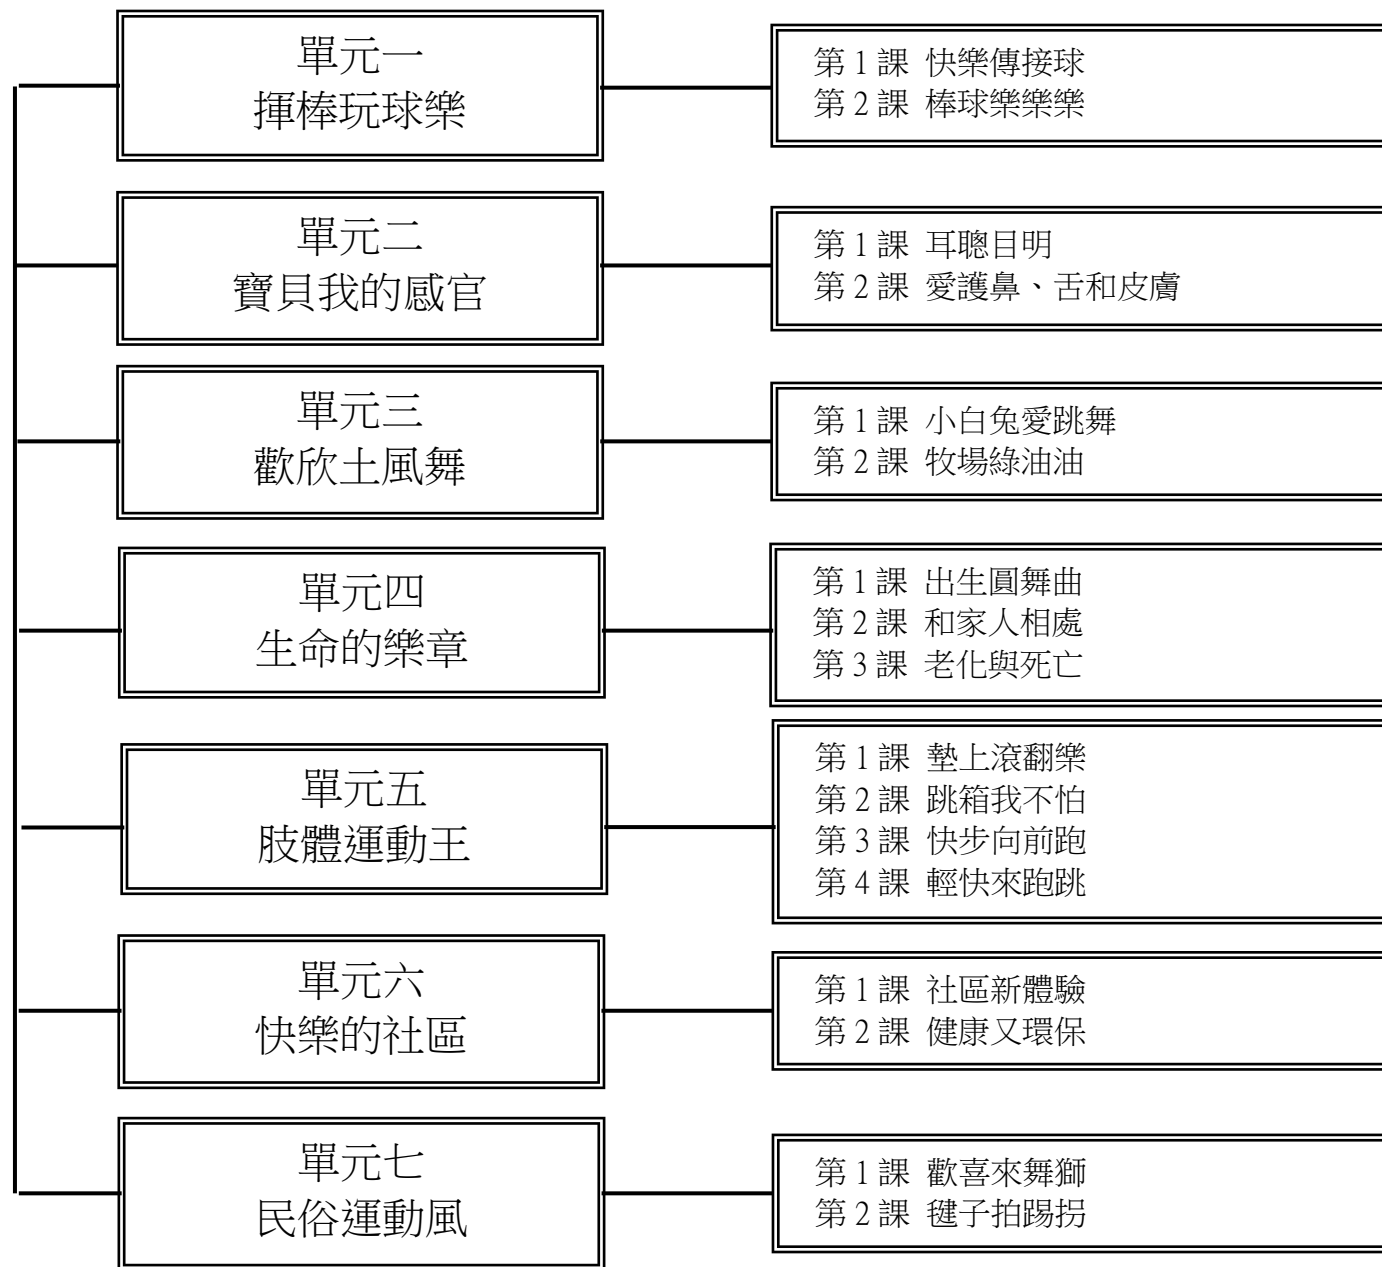 單元一
揮棒玩球樂
第 1 課 快樂傳接球
第 2 課 棒球樂樂樂
單元二
寶貝我的感官
第 1 課 耳聰目明
第 2 課 愛護鼻、舌和皮膚
單元三
歡欣土風舞
第 1 課 小白兔愛跳舞
第 2 課 牧場綠油油
單元四
生命的樂章
第 1 課 出生圓舞曲
第 2 課 和家人相處
第 3 課 老化與死亡
單元五
肢體運動王
第 1 課 墊上滾翻樂
第 2 課 跳箱我不怕
第 3 課 快步向前跑
第 4 課 輕快來跑跳
單元六
快樂的社區
第 1 課 社區新體驗
第 2 課 健康又環保
單元七
民俗運動風
第 1 課 歡喜來舞獅
第 2 課 毽子拍踢拐